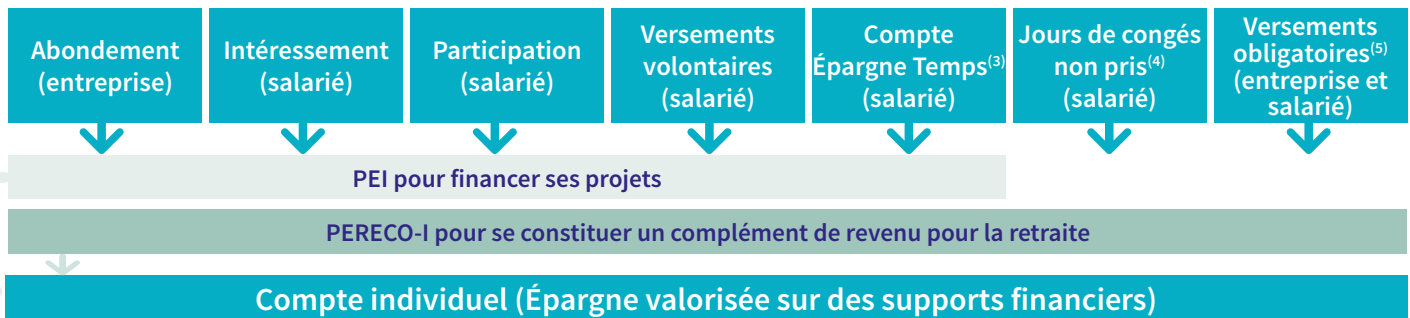 Abondement
(entreprise)
Intéressement
(salarié)
Participation
(salarié)
Versements
volontaires
(salarié)
Compte
Épargne Temps(3)
(salarié)
Jours de congés
non pris(4)
(salarié)
Versements
obligatoires(5)
(entreprise et
salarié)
PEI pour financer ses projets
PERECO-I pour se constituer un complément de revenu pour la retraite
Compte individuel (Épargne valorisée sur des supports financiers)